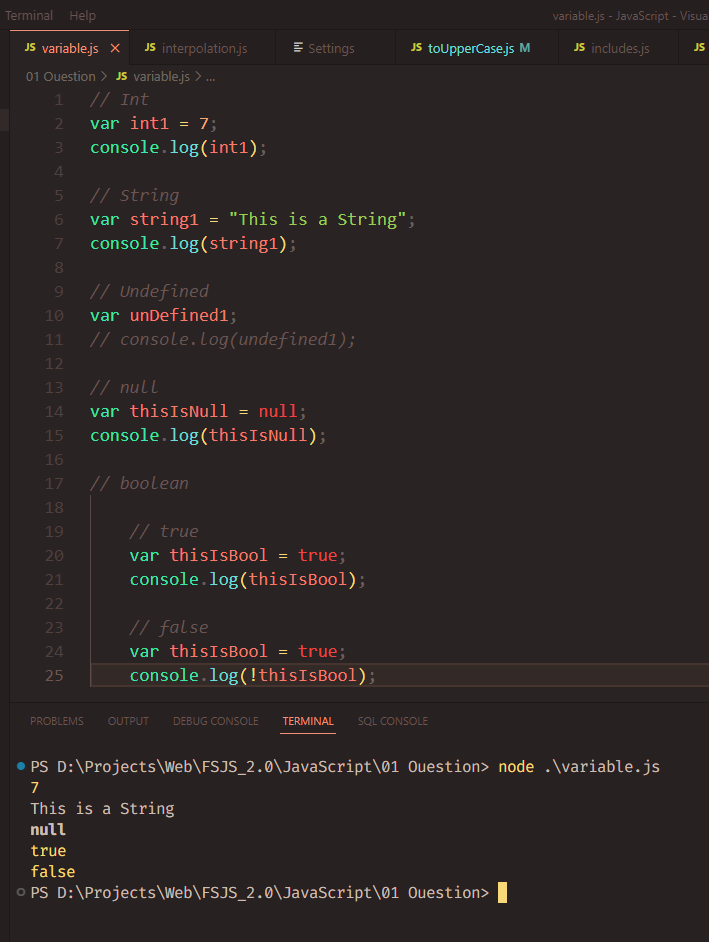 Terminal Help variable.js - JavaScript - Visua
JS variable.js × JS interpolation.js Settings JS toUpperCase.js M JS includes.js JS
01 Ouestion > JS variable.js > ...
1 // Int
2 var int1 = 7;
3 console.log(int1);
4
5 // String
6 var string1 = "This is a String";
7 console.log(string1);
8
9 // Undefined
10 var unDefined1;
11 // console.log(undefined1);
12
13 // null
14 var thisIsNull = null;
15 console.log(thisIsNull);
16
17 // boolean
18
19 // true
20 var thisIsBool = true;
21 console.log(thisIsBool);
22
23 // false
24 var thisIsBool = true;
25 console.log(!thisIsBool);
PROBLEMS OUTPUT DEBUG CONSOLE TERMINAL SQL CONSOLE
PS D:\Projects\Web\FSJS_2.0\JavaScript\01 Ouestion> node .\variable.js
7
This is a String
null
true
false
PS D:\Projects\Web\FSJS_2.0\JavaScript\01 Ouestion>